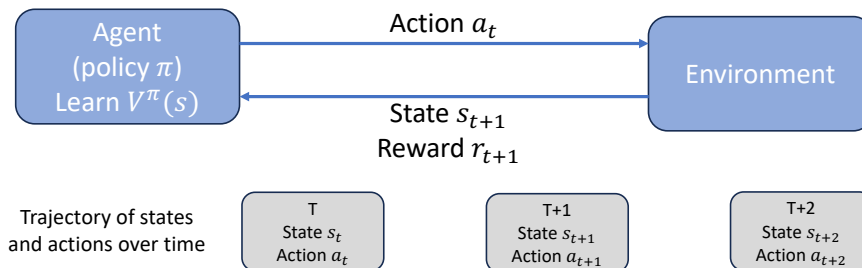 Agent
(policy π)
Learn V^π(s)
Action a_t
Environment
State s_{t+1}
Reward r_{t+1}
Trajectory of states
and actions over time
T
State s_t
Action a_t
T+1
State s_{t+1}
Action a_{t+1}
T+2
State s_{t+2}
Action a_{t+2}